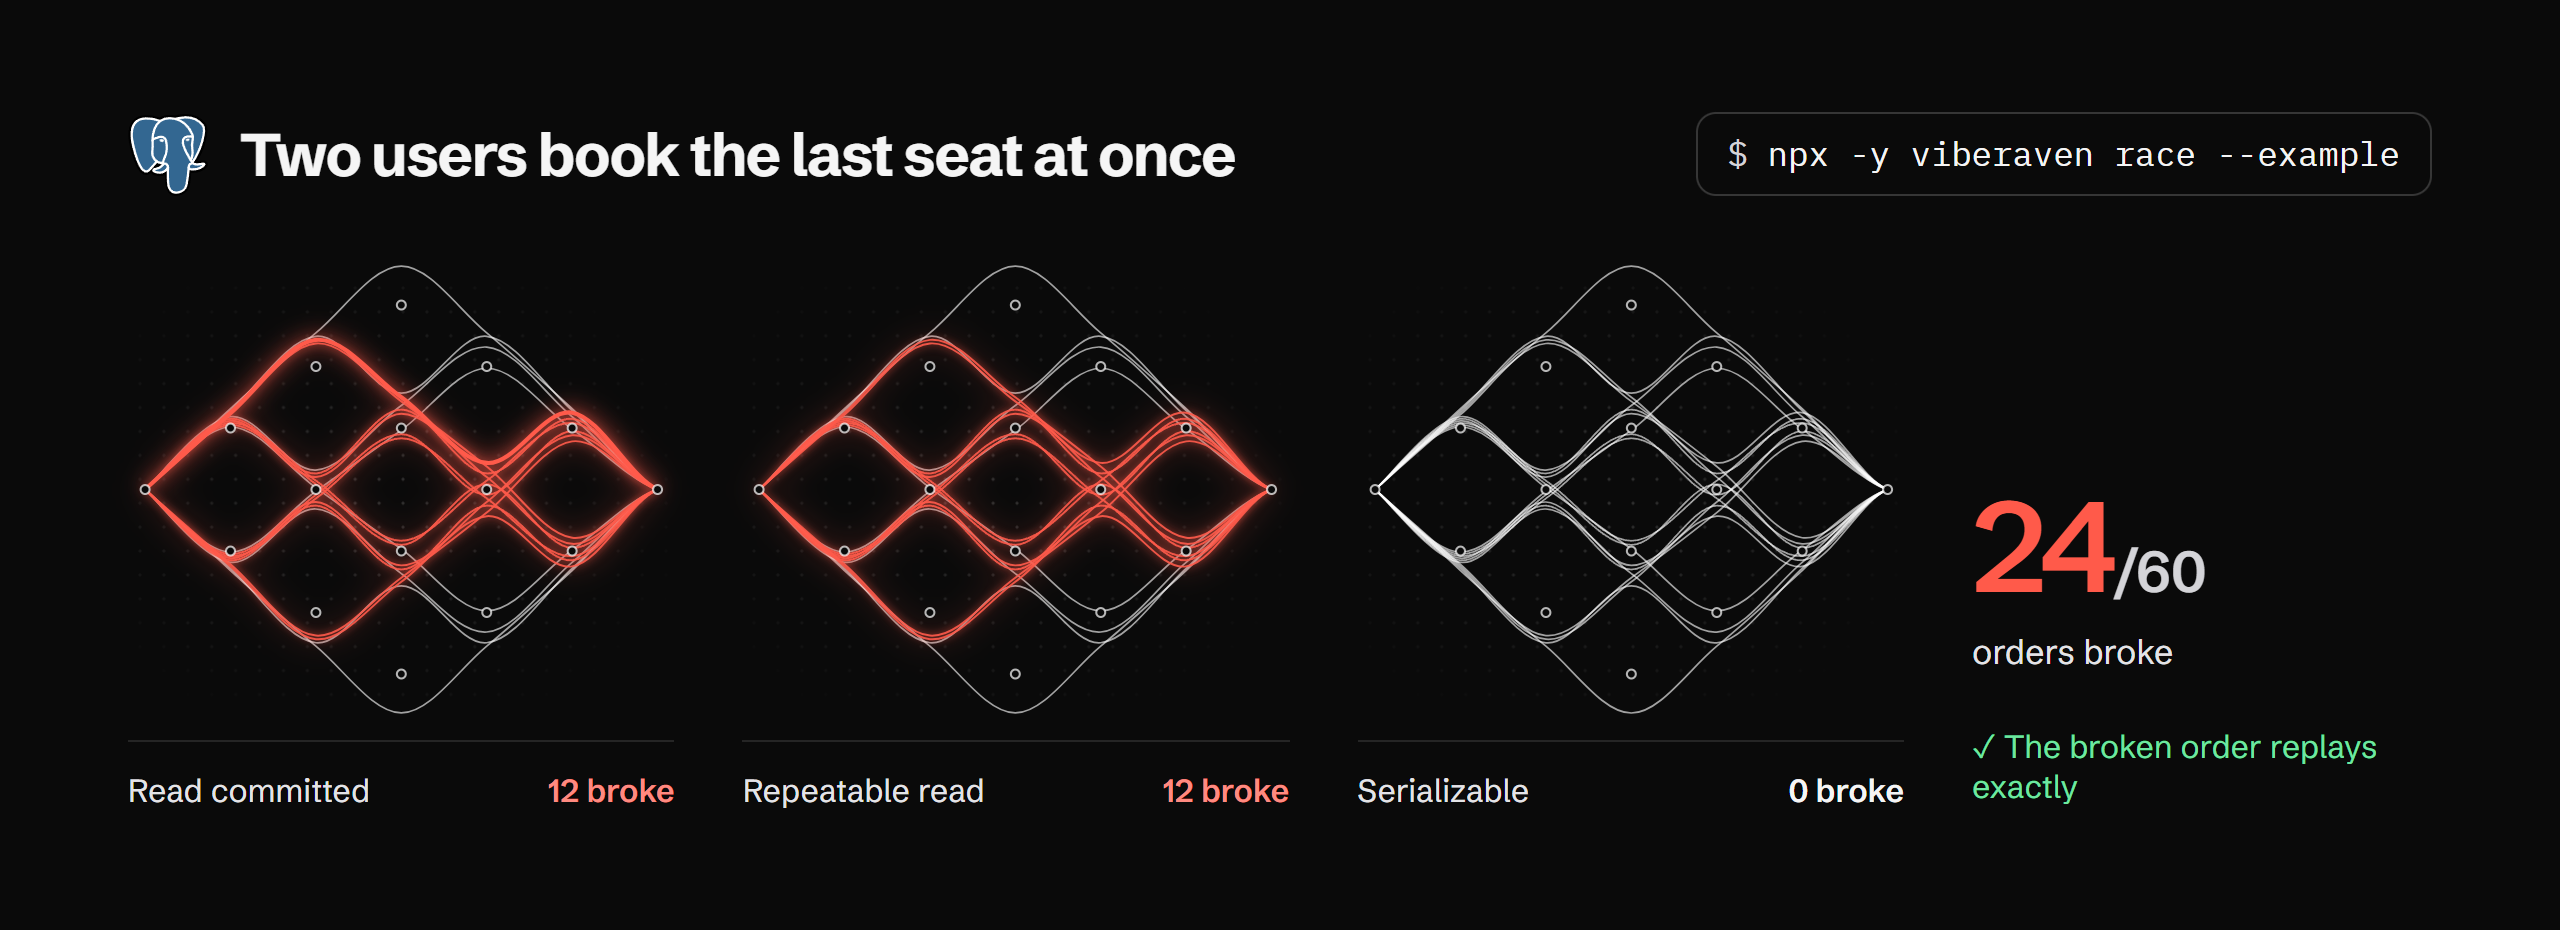 Two users book the last seat at once
$ npx -y viberaven race --example
24/60
orders broke
✓ The broken order replays
exactly
Read committed
12 broke
Repeatable read
12 broke
Serializable
0 broke